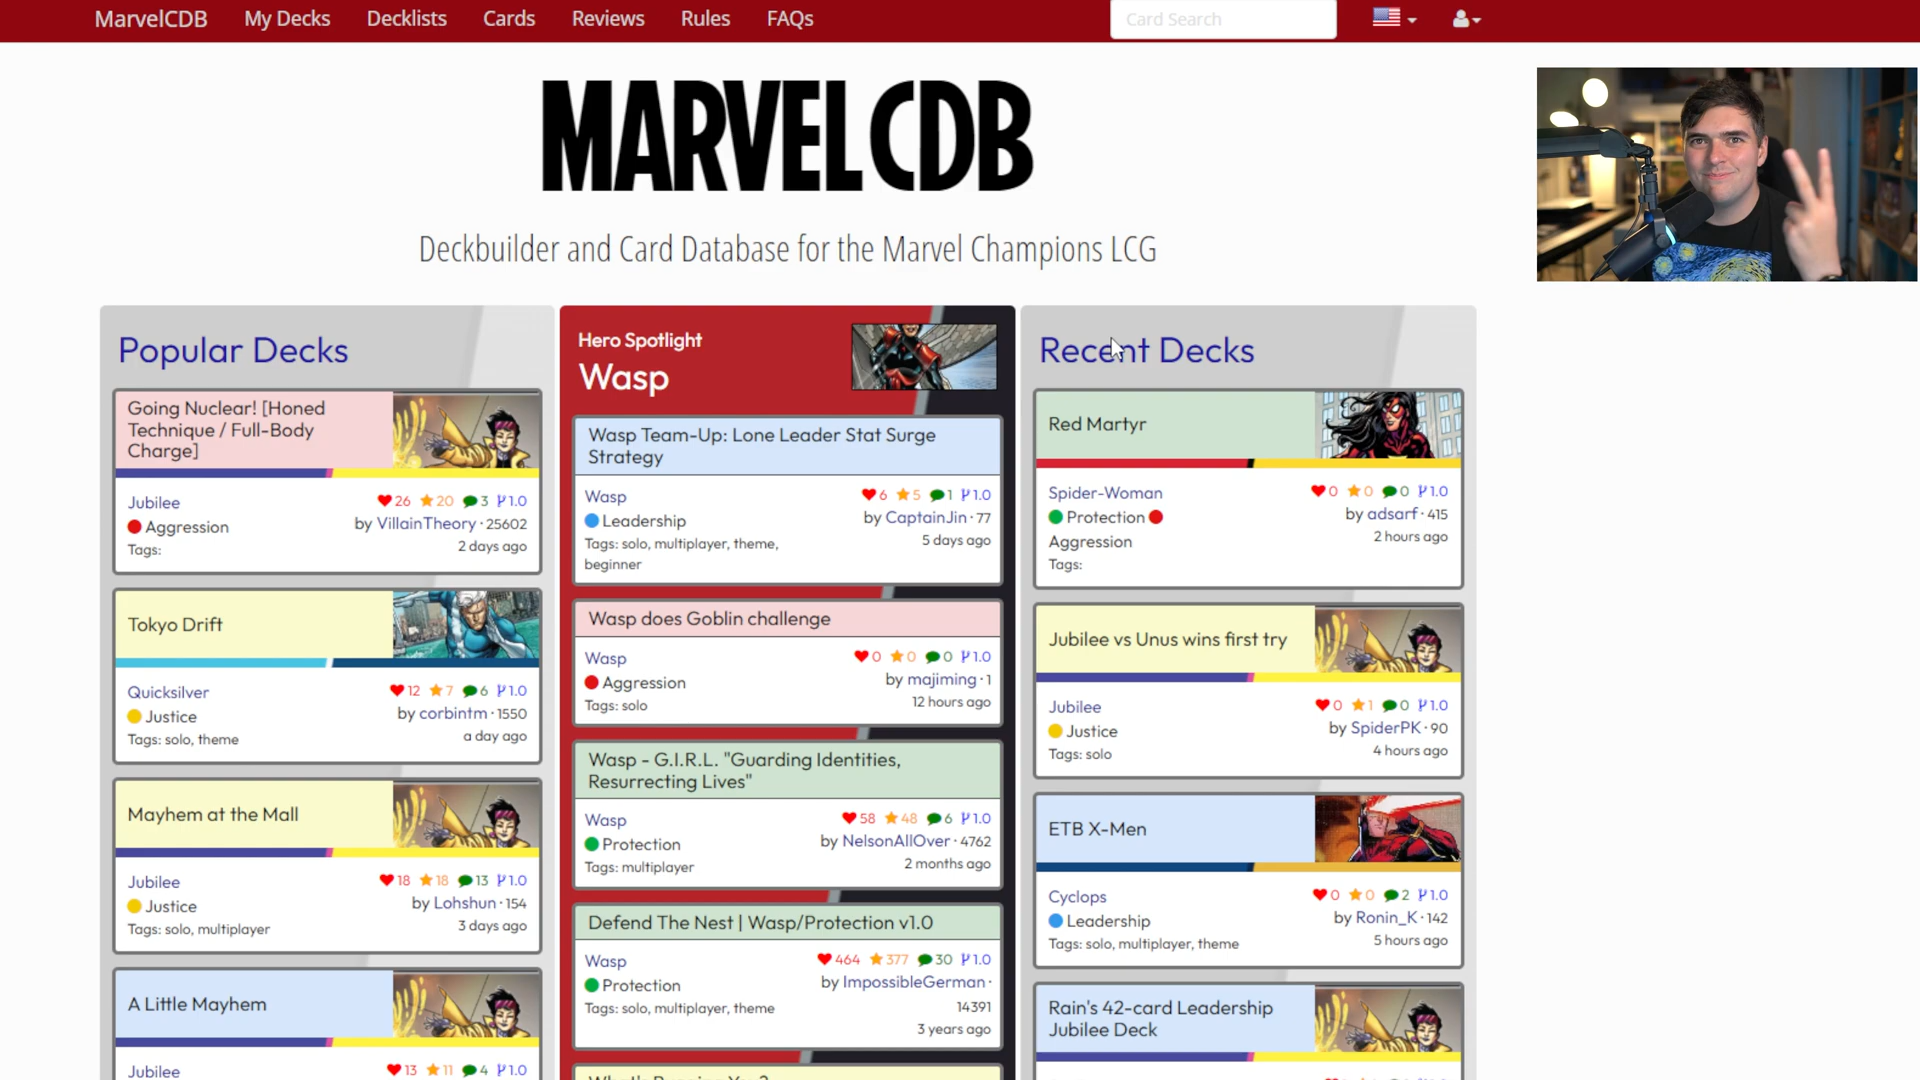 MarvelCDB My Decks Decklists Cards Reviews Rules FAQs Card Search
MARVEL CDB
Deckbuilder and Card Database for the Marvel Champions LCG
Popular Decks
Going Nuclear! [Honed
Technique / Full-Body
Charge]
Jubilee 26 20 3 1.0
Aggression by VillainTheory · 25602
Tags: 2 days ago
Tokyo Drift
Quicksilver 12 7 6 1.0
Justice by corbintm · 1550
Tags: solo, theme a day ago
Mayhem at the Mall
Jubilee 18 18 13 1.0
Justice by Lohshun · 154
Tags: solo, multiplayer 3 days ago
A Little Mayhem
Jubilee 13 11 4 1.0
Hero Spotlight
Wasp
Wasp Team-Up: Lone Leader Stat Surge
Strategy
Wasp 6 5 1 1.0
Leadership by CaptainJin · 77
Tags: solo, multiplayer, theme, 5 days ago
beginner
Wasp does Goblin challenge
Wasp 0 0 0 1.0
Aggression by majiming · 1
Tags: solo 12 hours ago
Wasp - G.I.R.L. "Guarding Identities,
Resurrecting Lives"
Wasp 58 48 6 1.0
Protection by NelsonAllOver · 4762
Tags: multiplayer 2 months ago
Defend The Nest | Wasp/Protection v1.0
Wasp 464 377 30 1.0
Protection by ImpossibleGerman ·
Tags: solo, multiplayer, theme 14391
3 years ago
Recent Decks
Red Martyr
Spider-Woman 0 0 0 1.0
Protection by adsarf · 415
Aggression 2 hours ago
Tags:
Jubilee vs Unus wins first try
Jubilee 0 1 0 1.0
Justice by SpiderPK · 90
Tags: solo 4 hours ago
ETB X-Men
Cyclops 0 0 2 1.0
Leadership by Ronin_K · 142
Tags: solo, multiplayer, theme 5 hours ago
Rain's 42-card Leadership
Jubilee Deck